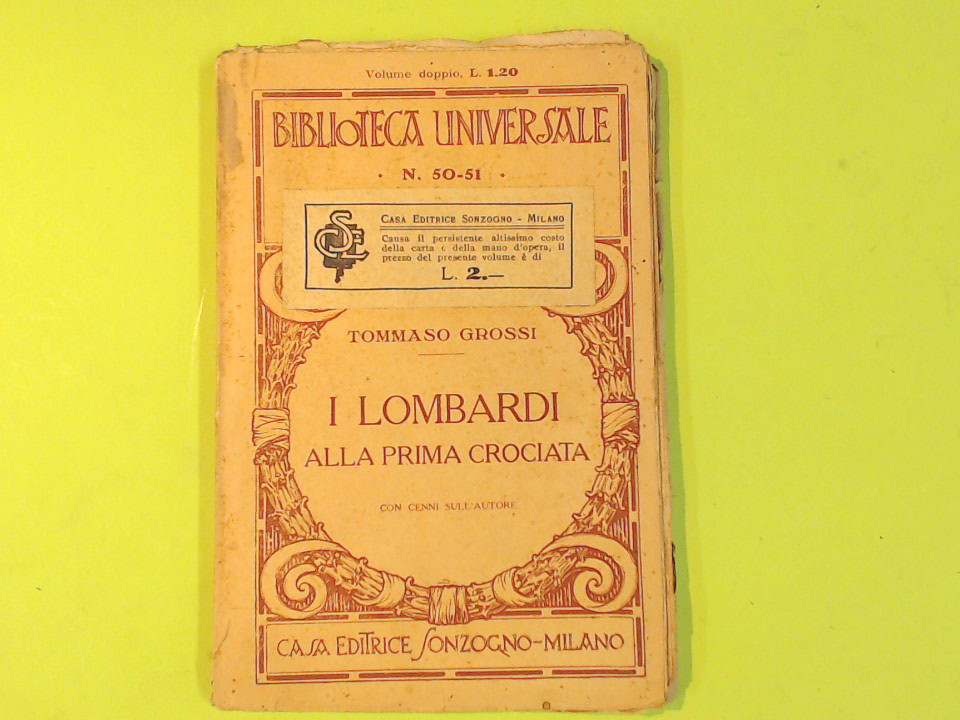 Volume doppio, L. 1.20
BIBLIOTECA UNIVERSALE
• N. 50-51 •
CASA EDITRICE SONZOGNO - MILANO
Causa il persistente altissimo costo
della carta e della mano d'opera, il
prezzo del presente volume è di
L. 2.—
TOMMASO GROSSI
I LOMBARDI
ALLA PRIMA CROCIATA
CON CENNI SULL'AUTORE
CASA EDITRICE SONZOGNO-MILANO